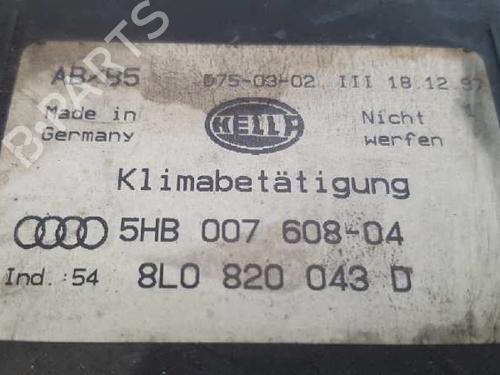 AB/B5 D75-03-02 III 18.12.97
Made in Germany
HELLA
Nicht werfen
Klimabetätigung
5HB 007 608-04
Ind.:54 8L0 820 043 D
B-PARTS